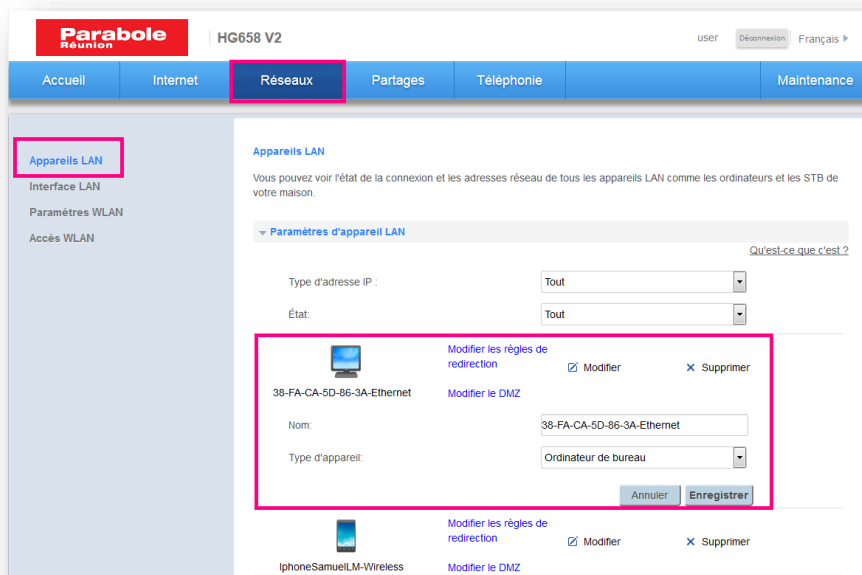 Parabole
Réunion
HG658 V2
user
Déconnexion
Français
Accueil
Internet
Réseaux
Partages
Téléphonie
Maintenance
Appareils LAN
Interface LAN
Paramètres WLAN
Accès WLAN
Appareils LAN
Vous pouvez voir l'état de la connexion et les adresses réseau de tous les appareils LAN comme les ordinateurs et les STB de
votre maison.
Paramètres d'appareil LAN
Qu'est-ce que c'est ?
Type d'adresse IP :
Tout
État:
Tout
Modifier les règles de
redirection
Modifier
Supprimer
38-FA-CA-5D-86-3A-Ethernet
Modifier le DMZ
Nom:
38-FA-CA-5D-86-3A-Ethernet
Type d'appareil:
Ordinateur de bureau
Annuler
Enregistrer
Modifier les règles de
redirection
Modifier
Supprimer
IphoneSamuelLM-Wireless
Modifier le DMZ